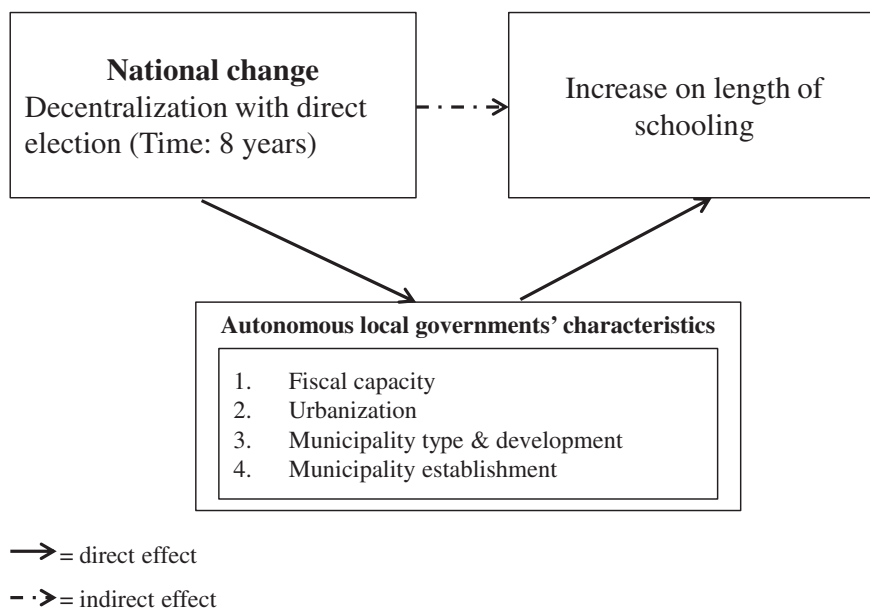 National change
Decentralization with direct
election (Time: 8 years)
Increase on length of
schooling
Autonomous local governments’ characteristics
1. Fiscal capacity
2. Urbanization
3. Municipality type & development
4. Municipality establishment
= direct effect
= indirect effect